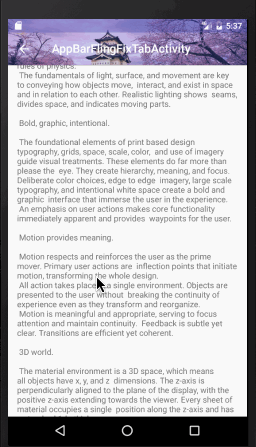 5:37
AppBarFlingFixTabActivity
rules of physics.
The fundamentals of light, surface, and movement are key
to conveying how objects move, interact, and exist in space
and in relation to each other. Realistic lighting shows seams,
divides space, and indicates moving parts.
Bold, graphic, intentional.
The foundational elements of print based design
typography, grids, space, scale, color, and use of imagery
guide visual treatments. These elements do far more than
please the eye. They create hierarchy, meaning, and focus.
Deliberate color choices, edge to edge imagery, large scale
typography, and intentional white space create a bold and
graphic interface that immerse the user in the experience.
An emphasis on user actions makes core functionality
immediately apparent and provides waypoints for the user.
Motion provides meaning.
Motion respects and reinforces the user as the prime
mover. Primary user actions are inflection points that initiate
motion, transforming the whole design.
All action takes place in a single environment. Objects are
presented to the user without breaking the continuity of
experience even as they transform and reorganize.
Motion is meaningful and appropriate, serving to focus
attention and maintain continuity. Feedback is subtle yet
clear. Transitions are efficient yet coherent.
3D world.
The material environment is a 3D space, which means
all objects have x, y, and z dimensions. The z-axis is
perpendicularly aligned to the plane of the display, with the
positive z-axis extending towards the viewer. Every sheet of
material occupies a single position along the z-axis and has